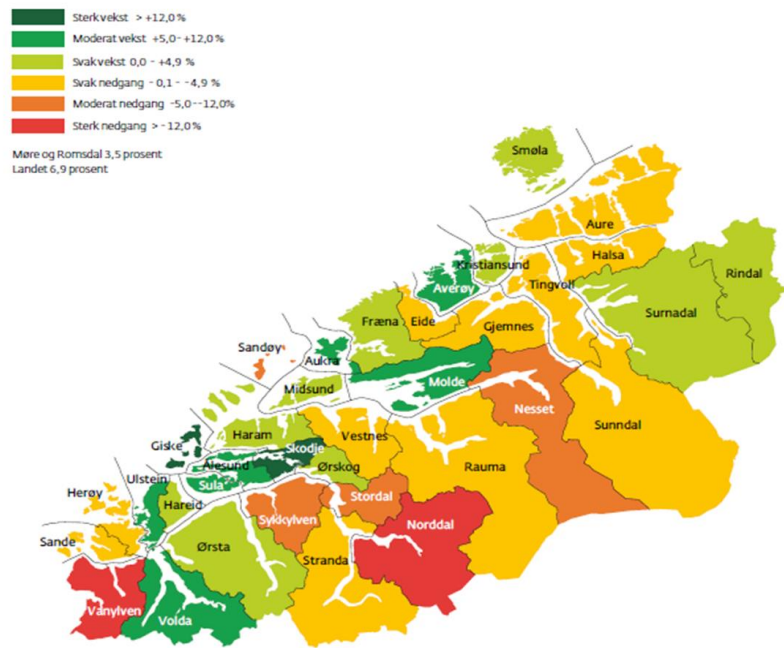 Sterk vekst > +12,0 %
Moderat vekst +5,0 - +12,0%
Svak vekst 0,0 - +4,9 %
Svak nedgang - 0,1 - -4,9 %
Moderat nedgang -5,0--12,0%
Sterk nedgang > - 12,0%
Møre og Romsdal 3,5 prosent
Landet 6,9 prosent
Smøla
Aure
Halsa
Rindal
Kristiansund
Averøy
Tingvoll
Surnadal
Fræna
Eide
Gjemnes
Sandøy
Aukra
Midsund
Molde
Nesset
Sunndal
Giske
Haram
Skodje
Vestnes
Rauma
Ålesund
Ørskog
Ulstein
Sula
Herøy
Hareid
Sykkylven
Stordal
Norddal
Sande
Ørsta
Stranda
Vanylven
Volda